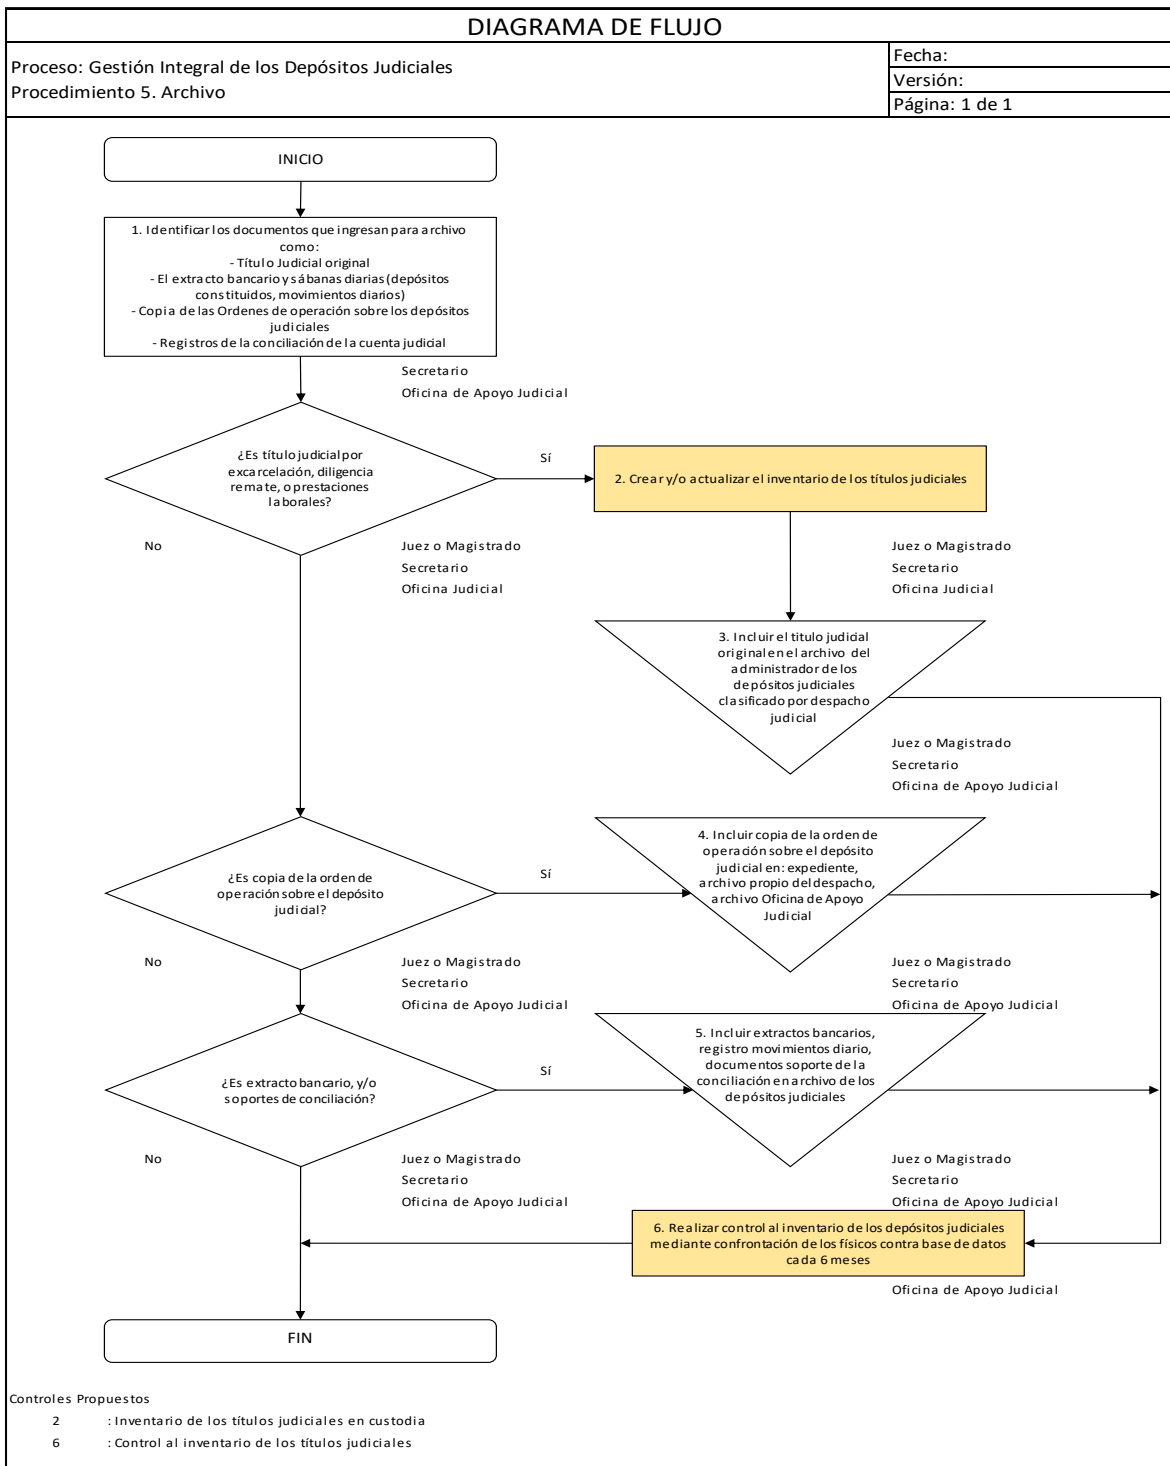 DIAGRAMA DE FLUJO
Proceso: Gestión Integral de los Depósitos Judiciales
Procedimiento 5. Archivo
Fecha:
Versión:
Página: 1 de 1
INICIO
1. Identificar los documentos que ingresan para archivo
como:
- Título Judicial original
- El extracto bancario y sábanas diarias (depósitos
constituidos, movimientos diarios)
- Copia de las Ordenes de operación sobre los depósitos
judiciales
- Registros de la conciliación de la cuenta judicial
Secretario
Oficina de Apoyo Judicial
¿Es título judicial por
excarcelación, diligencia
remate, o prestaciones
laborales?
Sí
No
Juez o Magistrado
Secretario
Oficina Judicial
2. Crear y/o actualizar el inventario de los títulos judiciales
Juez o Magistrado
Secretario
Oficina Judicial
3. Incluir el titulo judicial
original en el archivo del
administrador de los
depósitos judiciales
clasificado por despacho
judicial
Juez o Magistrado
Secretario
Oficina de Apoyo Judicial
¿Es copia de la orden de
operación sobre el depósito
judicial?
Sí
No
Juez o Magistrado
Secretario
Oficina de Apoyo Judicial
4. Incluir copia de la orden de
operación sobre el depósito
judicial en: expediente,
archivo propio del despacho,
archivo Oficina de Apoyo
Judicial
Juez o Magistrado
Secretario
Oficina de Apoyo Judicial
¿Es extracto bancario, y/o
soportes de conciliación?
Sí
No
Juez o Magistrado
Secretario
Oficina de Apoyo Judicial
5. Incluir extractos bancarios,
registro movimientos diario,
documentos soporte de la
conciliación en archivo de los
depósitos judiciales
Juez o Magistrado
Secretario
Oficina de Apoyo Judicial
6. Realizar control al inventario de los depósitos judiciales
mediante confrontación de los físicos contra base de datos
cada 6 meses
Oficina de Apoyo Judicial
FIN
Controles Propuestos
2 : Inventario de los títulos judiciales en custodia
6 : Control al inventario de los títulos judiciales